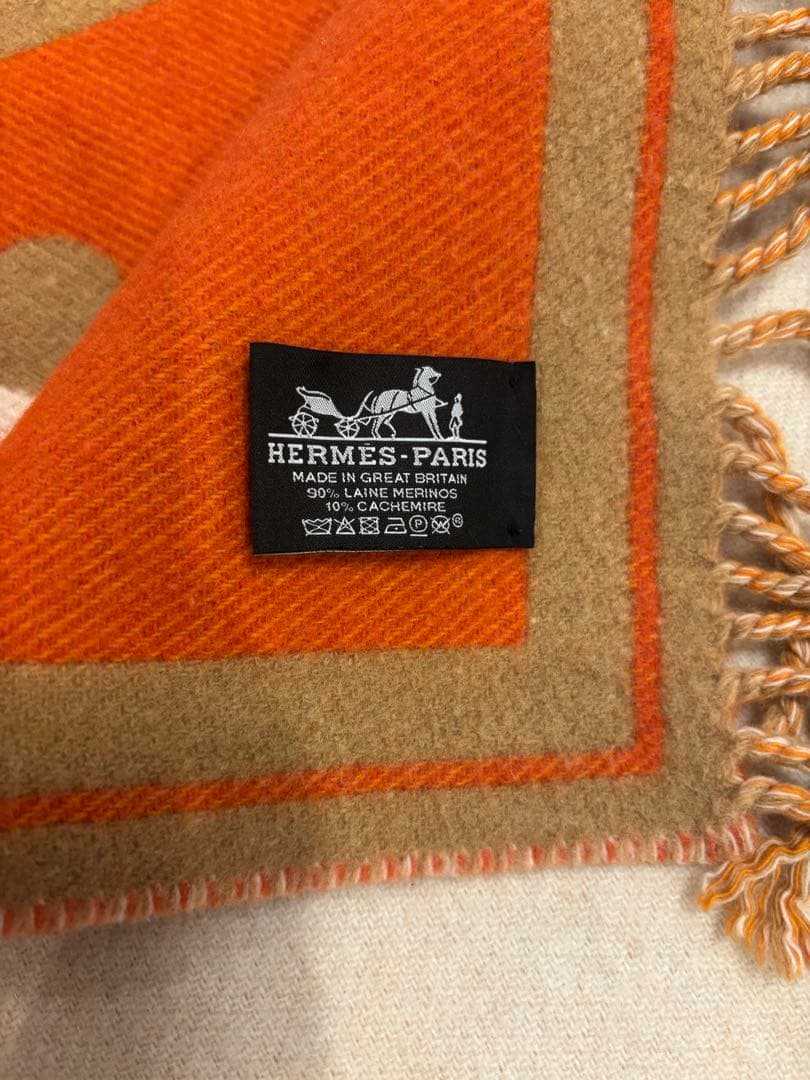 HERMÈS-PARIS
MADE IN GREAT BRITAIN
90% LAINE MERINOS
10% CACHEMIRE
P W ®